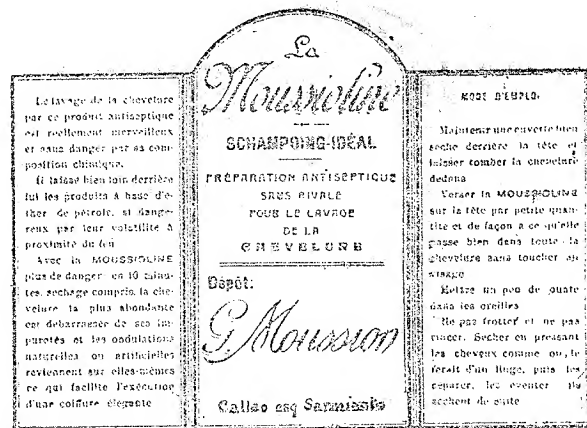 Le lavage de la chevelure
par ce produit antiseptique
est réellement merveilleux
et sans danger par sa com-
position chimique.
Il laisse bien loin derrière
lui les produits à base d'é-
ther de pétrole, si dange-
reux par leur volatilité à
proximité du feu
Avec la MOUSSIOLINE
plus de danger en 10 minu-
tes, sechage compris, la che-
velure la plus abondante
est debarrassée de ses im-
puretés et les ondulations
naturelles ou artificielles
reviennent sur elles-mêmes
ce qui facilite l'exécution
d'une coiffure élégante
La
Moussioline
SCHAMPOING-IDÉAL
PRÉPARATION ANTISEPTIQUE
SANS RIVALE
POUR LE LAVAGE
DE LA
CHEVELURE
Dépôt:
G. Moussion
Callao esq Sarmiento
MODE D'EMPLOI
Maintenir une cuvette bien
seche derrière la tête et
laisser tomber la chevelure
dedans
Verser la MOUSSIOLINE
sur la tête par petite quan-
tité et de façon a ce qu'elle
passe bien dans toute la
chevelure sans toucher au
visage
Mettre un peu de ouate
dans les oreilles
Ne pas frotter et ne pas
rincer. Secher en pressant
les cheveux comme on le
ferait d'un linge, puis les
séparer, les éventer
sechent de suite